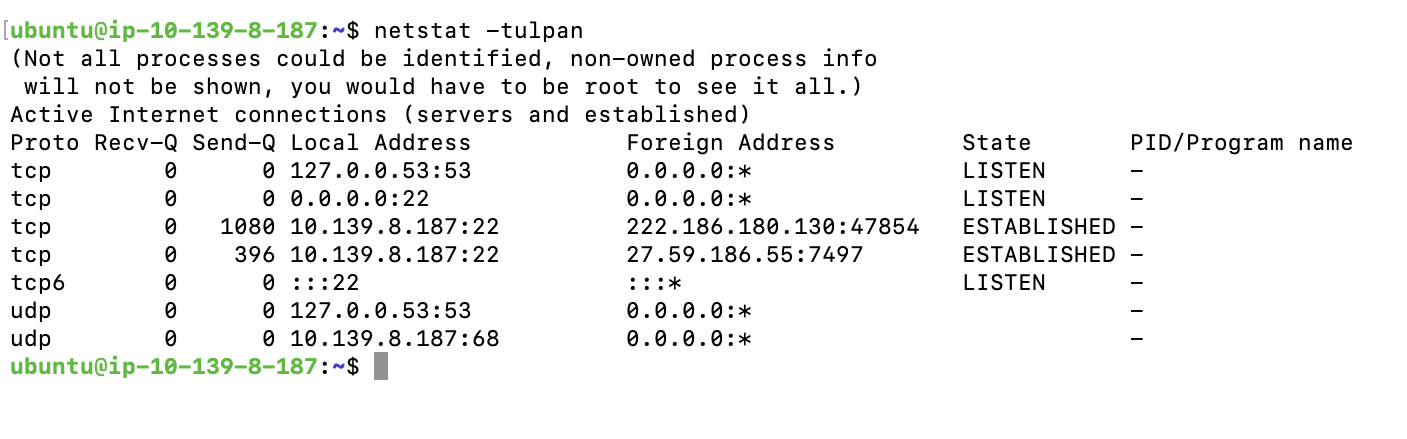 [ubuntu@ip-10-139-8-187:~$ netstat -tulpan
(Not all processes could be identified, non-owned process info
 will not be shown, you would have to be root to see it all.)
Active Internet connections (servers and established)
Proto Recv-Q Send-Q Local Address           Foreign Address         State       PID/Program name
tcp        0      0 127.0.0.53:53           0.0.0.0:*               LISTEN      -
tcp        0      0 0.0.0.0:22              0.0.0.0:*               LISTEN      -
tcp        0   1080 10.139.8.187:22         222.186.180.130:47854   ESTABLISHED -
tcp        0    396 10.139.8.187:22         27.59.186.55:7497       ESTABLISHED -
tcp6       0      0 :::22                   :::*                    LISTEN      -
udp        0      0 127.0.0.53:53           0.0.0.0:*                           -
udp        0      0 10.139.8.187:68         0.0.0.0:*                           -
ubuntu@ip-10-139-8-187:~$